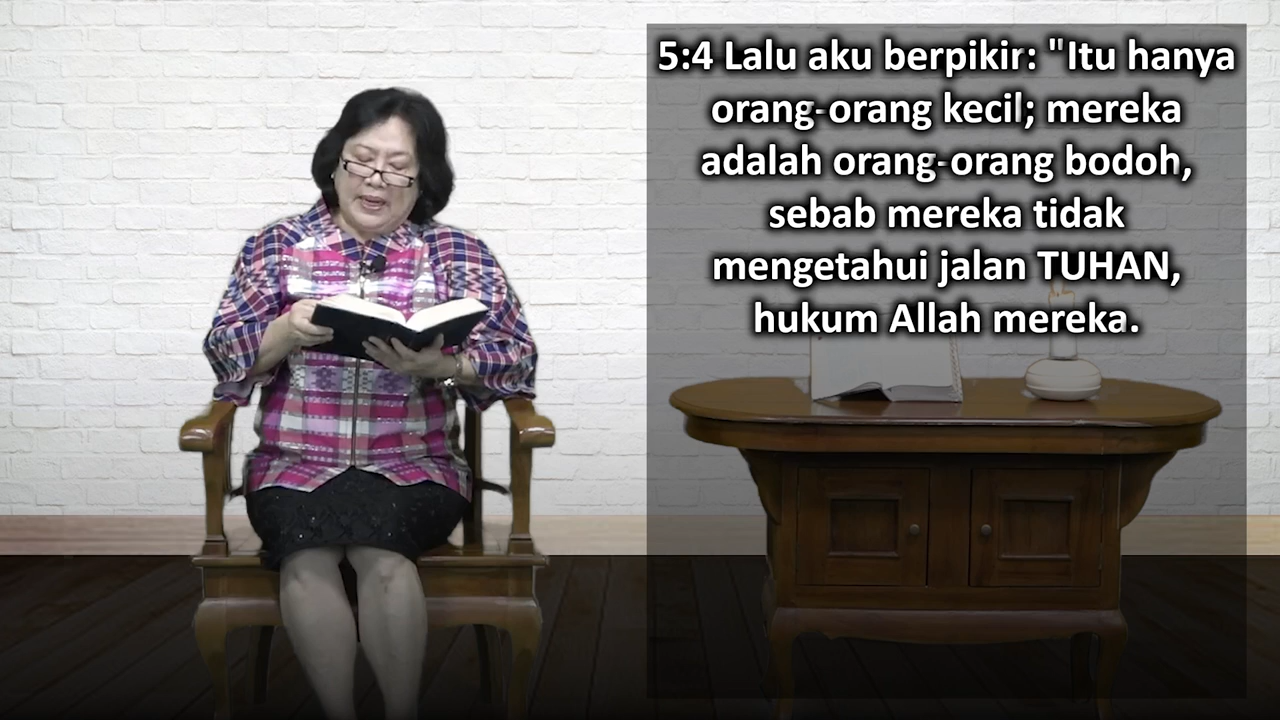 5:4 Lalu aku berpikir: "Itu hanya
orang-orang kecil; mereka
adalah orang-orang bodoh,
sebab mereka tidak
mengetahui jalan TUHAN,
hukum Allah mereka.